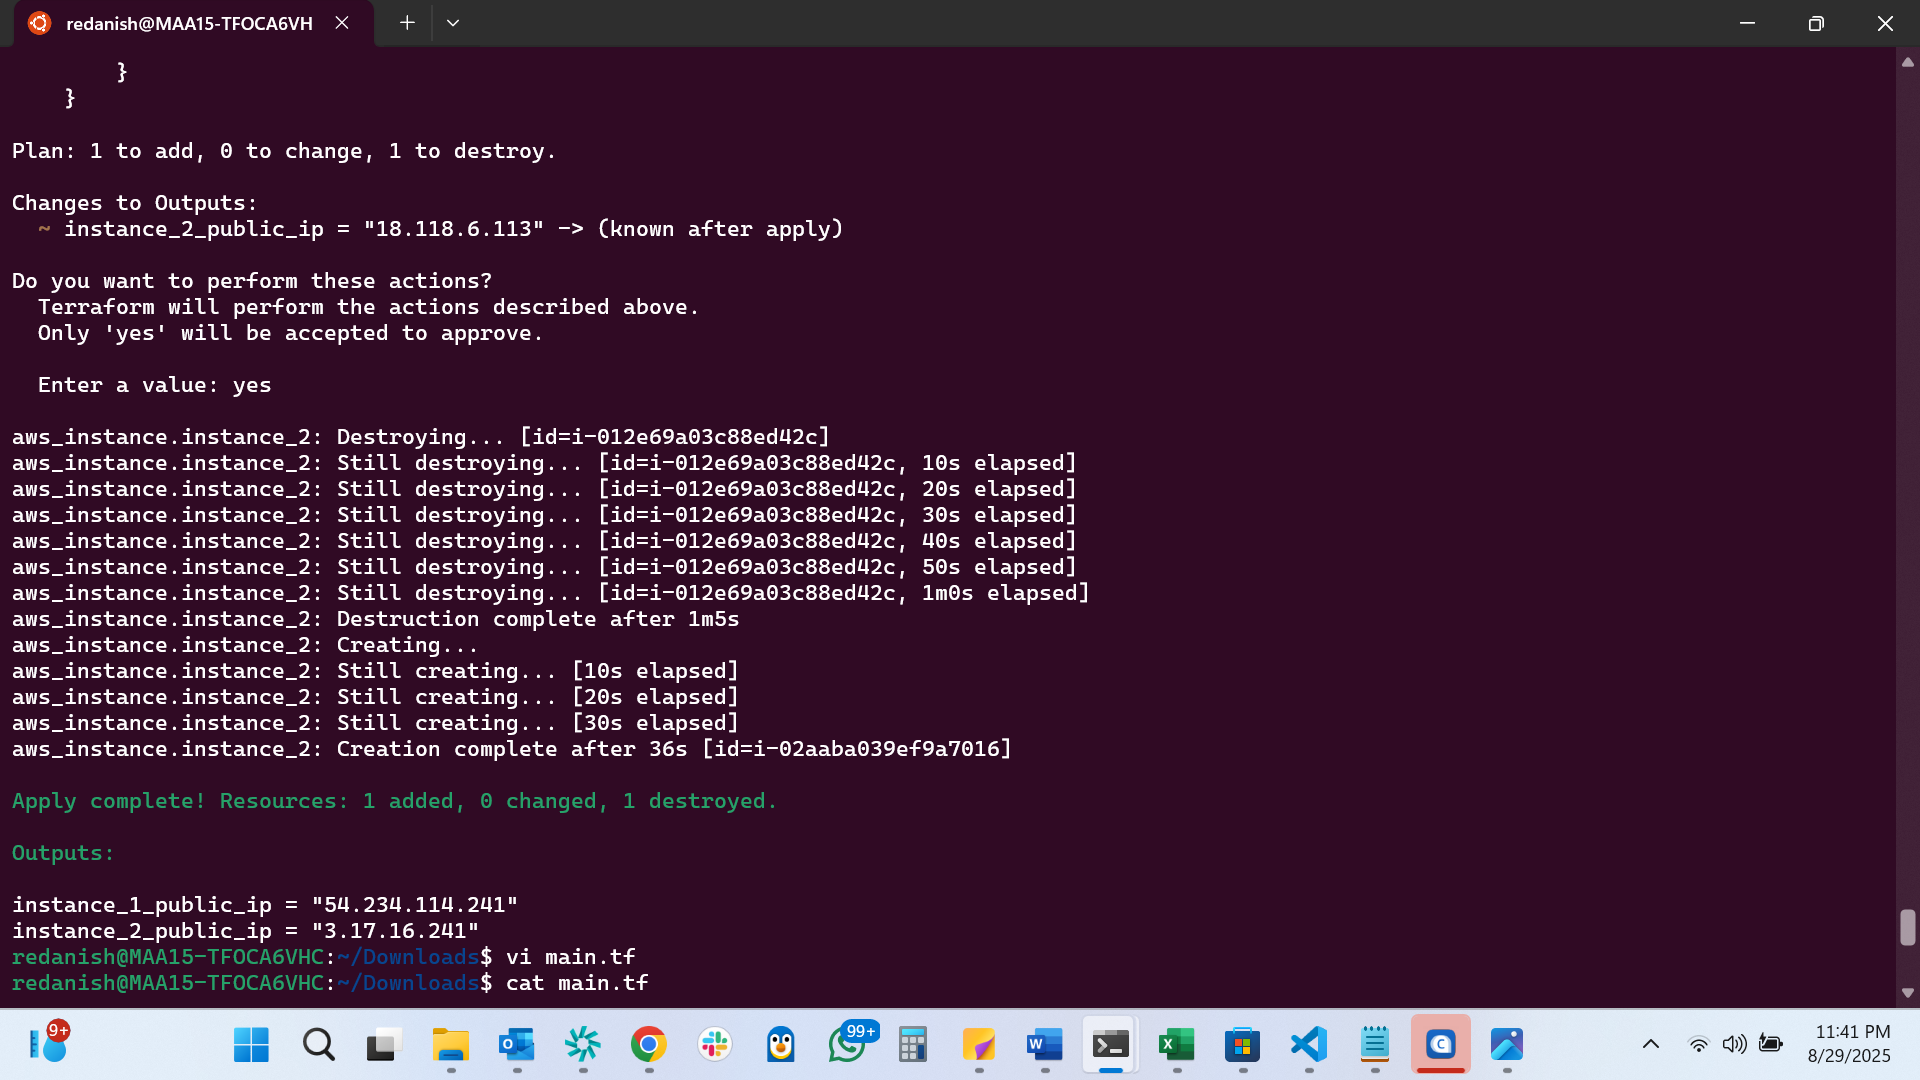 redanish@MAA15-TFOCA6VH
}
}
Plan: 1 to add, 0 to change, 1 to destroy.
Changes to Outputs:
~ instance_2_public_ip = "18.118.6.113" -> (known after apply)
Do you want to perform these actions?
Terraform will perform the actions described above.
Only 'yes' will be accepted to approve.
Enter a value: yes
aws_instance.instance_2: Destroying... [id=i-012e69a03c88ed42c]
aws_instance.instance_2: Still destroying... [id=i-012e69a03c88ed42c, 10s elapsed]
aws_instance.instance_2: Still destroying... [id=i-012e69a03c88ed42c, 20s elapsed]
aws_instance.instance_2: Still destroying... [id=i-012e69a03c88ed42c, 30s elapsed]
aws_instance.instance_2: Still destroying... [id=i-012e69a03c88ed42c, 40s elapsed]
aws_instance.instance_2: Still destroying... [id=i-012e69a03c88ed42c, 50s elapsed]
aws_instance.instance_2: Still destroying... [id=i-012e69a03c88ed42c, 1m0s elapsed]
aws_instance.instance_2: Destruction complete after 1m5s
aws_instance.instance_2: Creating...
aws_instance.instance_2: Still creating... [10s elapsed]
aws_instance.instance_2: Still creating... [20s elapsed]
aws_instance.instance_2: Still creating... [30s elapsed]
aws_instance.instance_2: Creation complete after 36s [id=i-02aaba039ef9a7016]
Apply complete! Resources: 1 added, 0 changed, 1 destroyed.
Outputs:
instance_1_public_ip = "54.234.114.241"
instance_2_public_ip = "3.17.16.241"
redanish@MAA15-TFOCA6VHC:~/Downloads$ vi main.tf
redanish@MAA15-TFOCA6VHC:~/Downloads$ cat main.tf
9+
99+
11:41 PM
8/29/2025